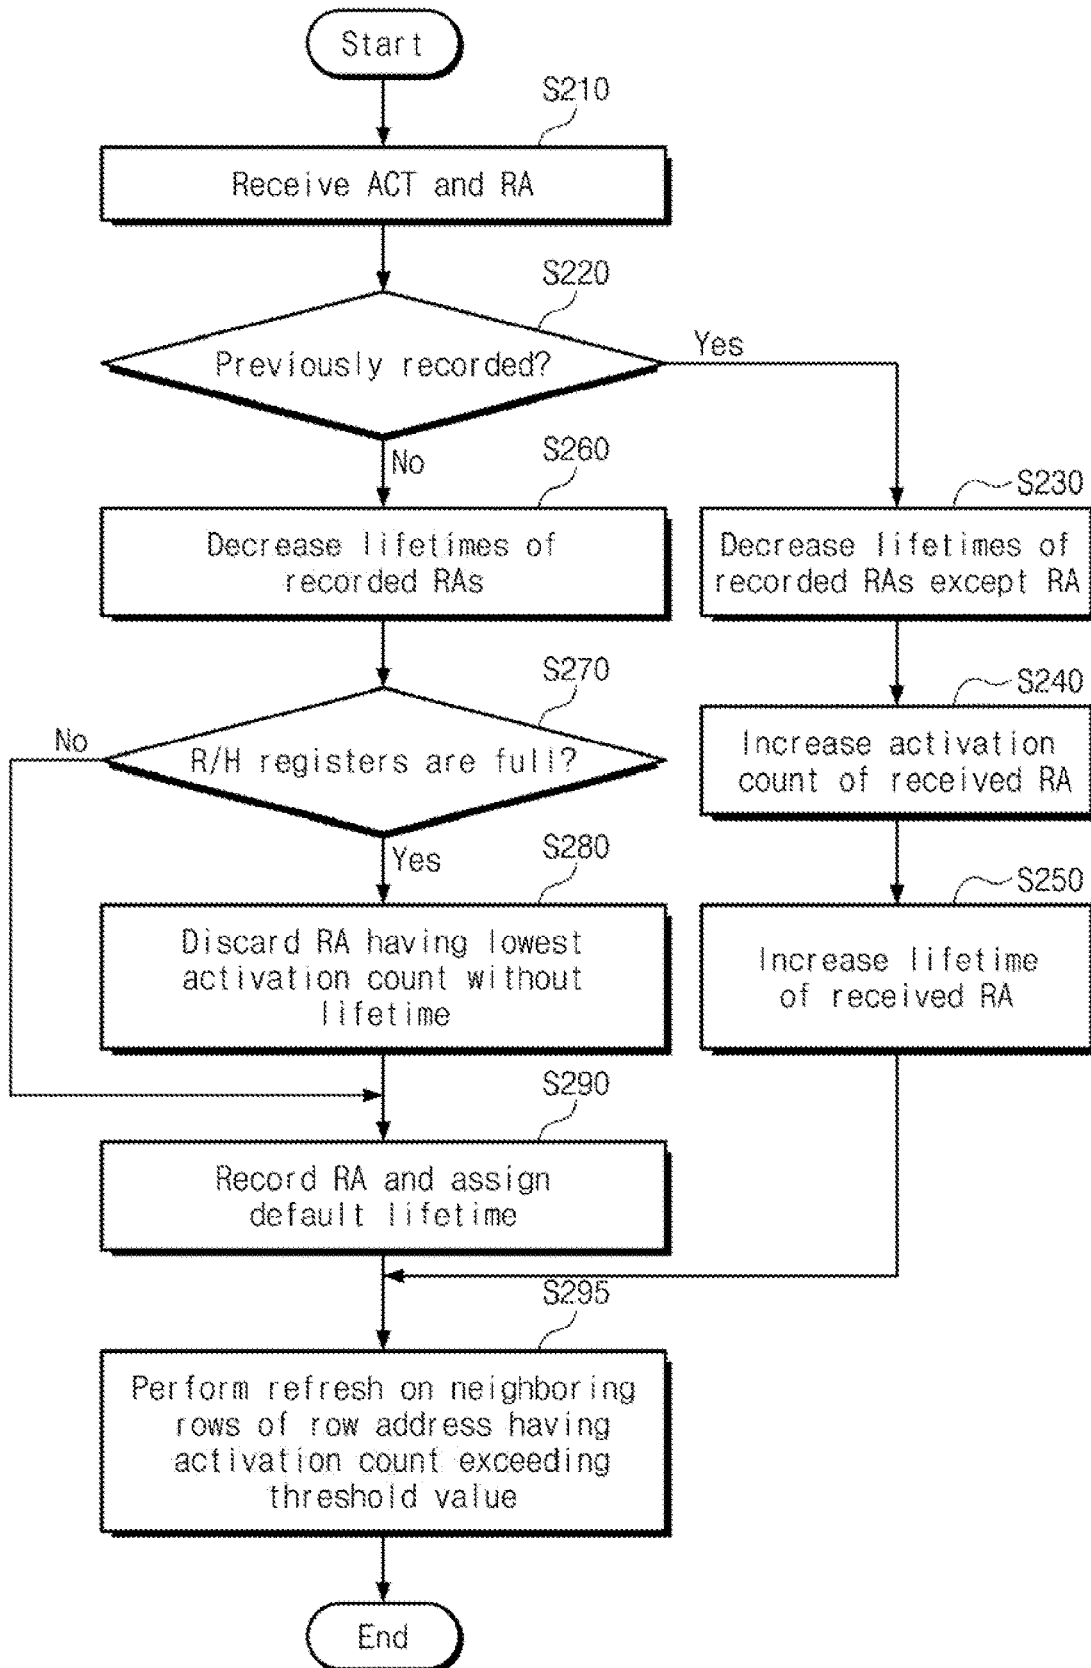 Start
S210
Receive ACT and RA
S220
Previously recorded?
Yes
No
S260
Decrease lifetimes of
recorded RAs
S230
Decrease lifetimes of
recorded RAs except RA
S270
No
R/H registers are full?
Yes
S240
Increase activation
count of received RA
S280
Discard RA having lowest
activation count without
lifetime
S250
Increase lifetime
of received RA
S290
Record RA and assign
default lifetime
S295
Perform refresh on neighboring
rows of row address having
activation count exceeding
threshold value
End